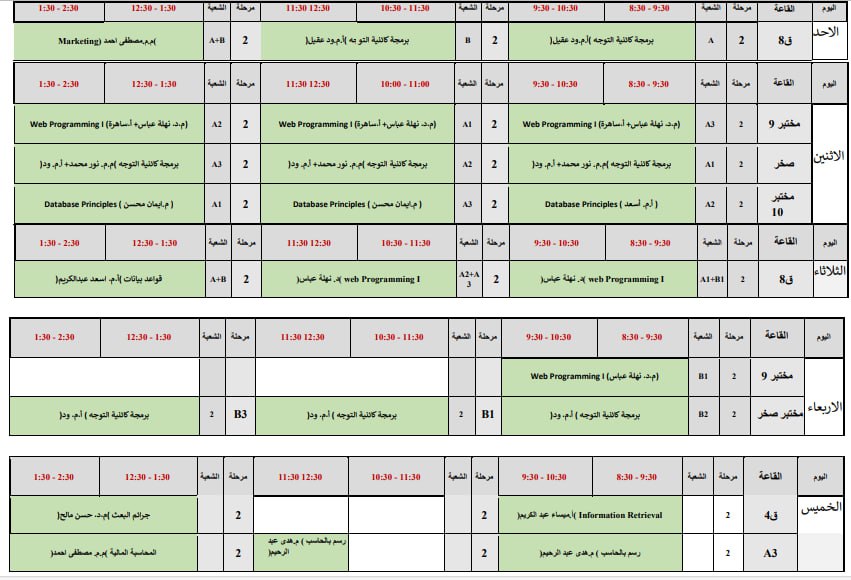 اليوم القاعة مرحلة الشعبة 8:30 - 9:30 9:30 - 10:30 مرحلة الشعبة 10:30 - 11:30 11:30 12:30 مرحلة الشعبة 12:30 - 1:30 1:30 - 2:30
الاحد ق8 2 A برمجة كائنية التوجه )أ.م.ود عقيل( 2 B برمجة كائنية التوجه )أ.م.ود عقيل( 2 A+B )م.م.مصطفى احمد (Marketing
اليوم القاعة مرحلة الشعبة 8:30 - 9:30 9:30 - 10:30 مرحلة الشعبة 10:00 - 11:00 11:30 12:30 مرحلة الشعبة 12:30 - 1:30 1:30 - 2:30
الاثنين
مختبر 9 2 A3 Web Programming I (م.د. نهلة عباس+ أ.ساهرة) 2 A1 Web Programming I (م.د. نهلة عباس+ أ.ساهرة) 2 A2 Web Programming I (م.د. نهلة عباس+ أ.ساهرة)
صخر 2 A1 برمجة كائنية التوجه )م.م. نور محمد+ أ.م. ود( 2 A2 برمجة كائنية التوجه )م.م. نور محمد+ أ.م. ود( 2 A3 برمجة كائنية التوجه )م.م. نور محمد+ أ.م. ود(
مختبر 10 2 A2 Database Principles ( أ.م. أسعد ) 2 A3 Database Principles ( م.ايمان محسن ) 2 A1 Database Principles ( م.ايمان محسن )
اليوم القاعة مرحلة الشعبة 8:30 - 9:30 9:30 - 10:30 مرحلة الشعبة 10:30 - 11:30 11:30 12:30 مرحلة الشعبة 12:30 - 1:30 1:30 - 2:30
الثلاثاء ق8 2 A1+B1 web Programming I )د. نهلة عباس( 2 A2+A3 web Programming I )د. نهلة عباس( 2 A+B قواعد بيانات )أ.م. اسعد عبدالكريم(
اليوم القاعة مرحلة الشعبة 8:30 - 9:30 9:30 - 10:30 مرحلة الشعبة 10:30 - 11:30 11:30 12:30 مرحلة الشعبة 12:30 - 1:30 1:30 - 2:30
الاربعاء
مختبر 9 2 B1 Web Programming I (م.د. نهلة عباس)
مختبر صخر 2 B2 برمجة كائنية التوجه ) أ.م. ود( B1 2 برمجة كائنية التوجه ) أ.م. ود( B3 2 برمجة كائنية التوجه ) أ.م. ود(
اليوم القاعة مرحلة الشعبة 8:30 - 9:30 9:30 - 10:30 مرحلة الشعبة 10:30 - 11:30 11:30 12:30 مرحلة الشعبة 12:30 - 1:30 1:30 - 2:30
الخميس
ق4 2 Information Retrieval )أ.ميساء عبد الكريم( 2 2 جرائم البعث )م.د. حسن مالح(
A3 2 رسم بالحاسب ) م.هدى عبد الرحيم( 2 رسم بالحاسب ) م.هدى عبد الرحيم( 2 المحاسبة المالية )م.م. مصطفى احمد(